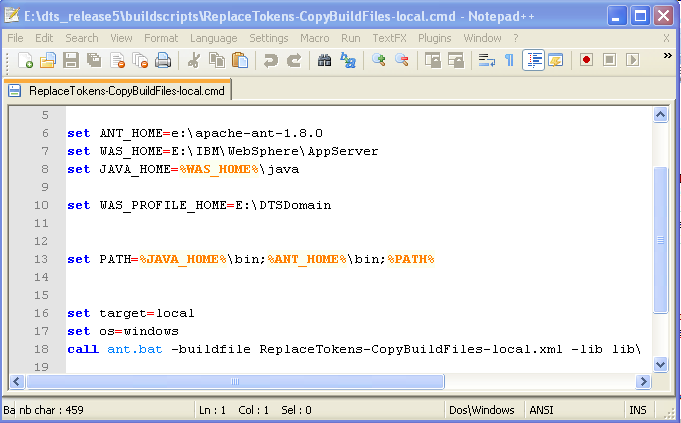 E:\dts_release5\buildscripts\ReplaceTokens-CopyBuildFiles-local.cmd - Notepad++
File Edit Search View Format Language Settings Macro Run TextFX Plugins Window ? X
ReplaceTokens-CopyBuildFiles-local.cmd
5
6 set ANT_HOME=e:\apache-ant-1.8.0
7 set WAS_HOME=E:\IBM\WebSphere\AppServer
8 set JAVA_HOME=%WAS_HOME%\java
9
10 set WAS_PROFILE_HOME=E:\DTSDomain
11
12
13 set PATH=%JAVA_HOME%\bin;%ANT_HOME%\bin;%PATH%
14
15
16 set target=local
17 set os=windows
18 call ant.bat -buildfile ReplaceTokens-CopyBuildFiles-local.xml -lib lib\
19
Ba nb char : 459 Ln : 1 Col : 1 Sel : 0 Dos\Windows ANSI INS